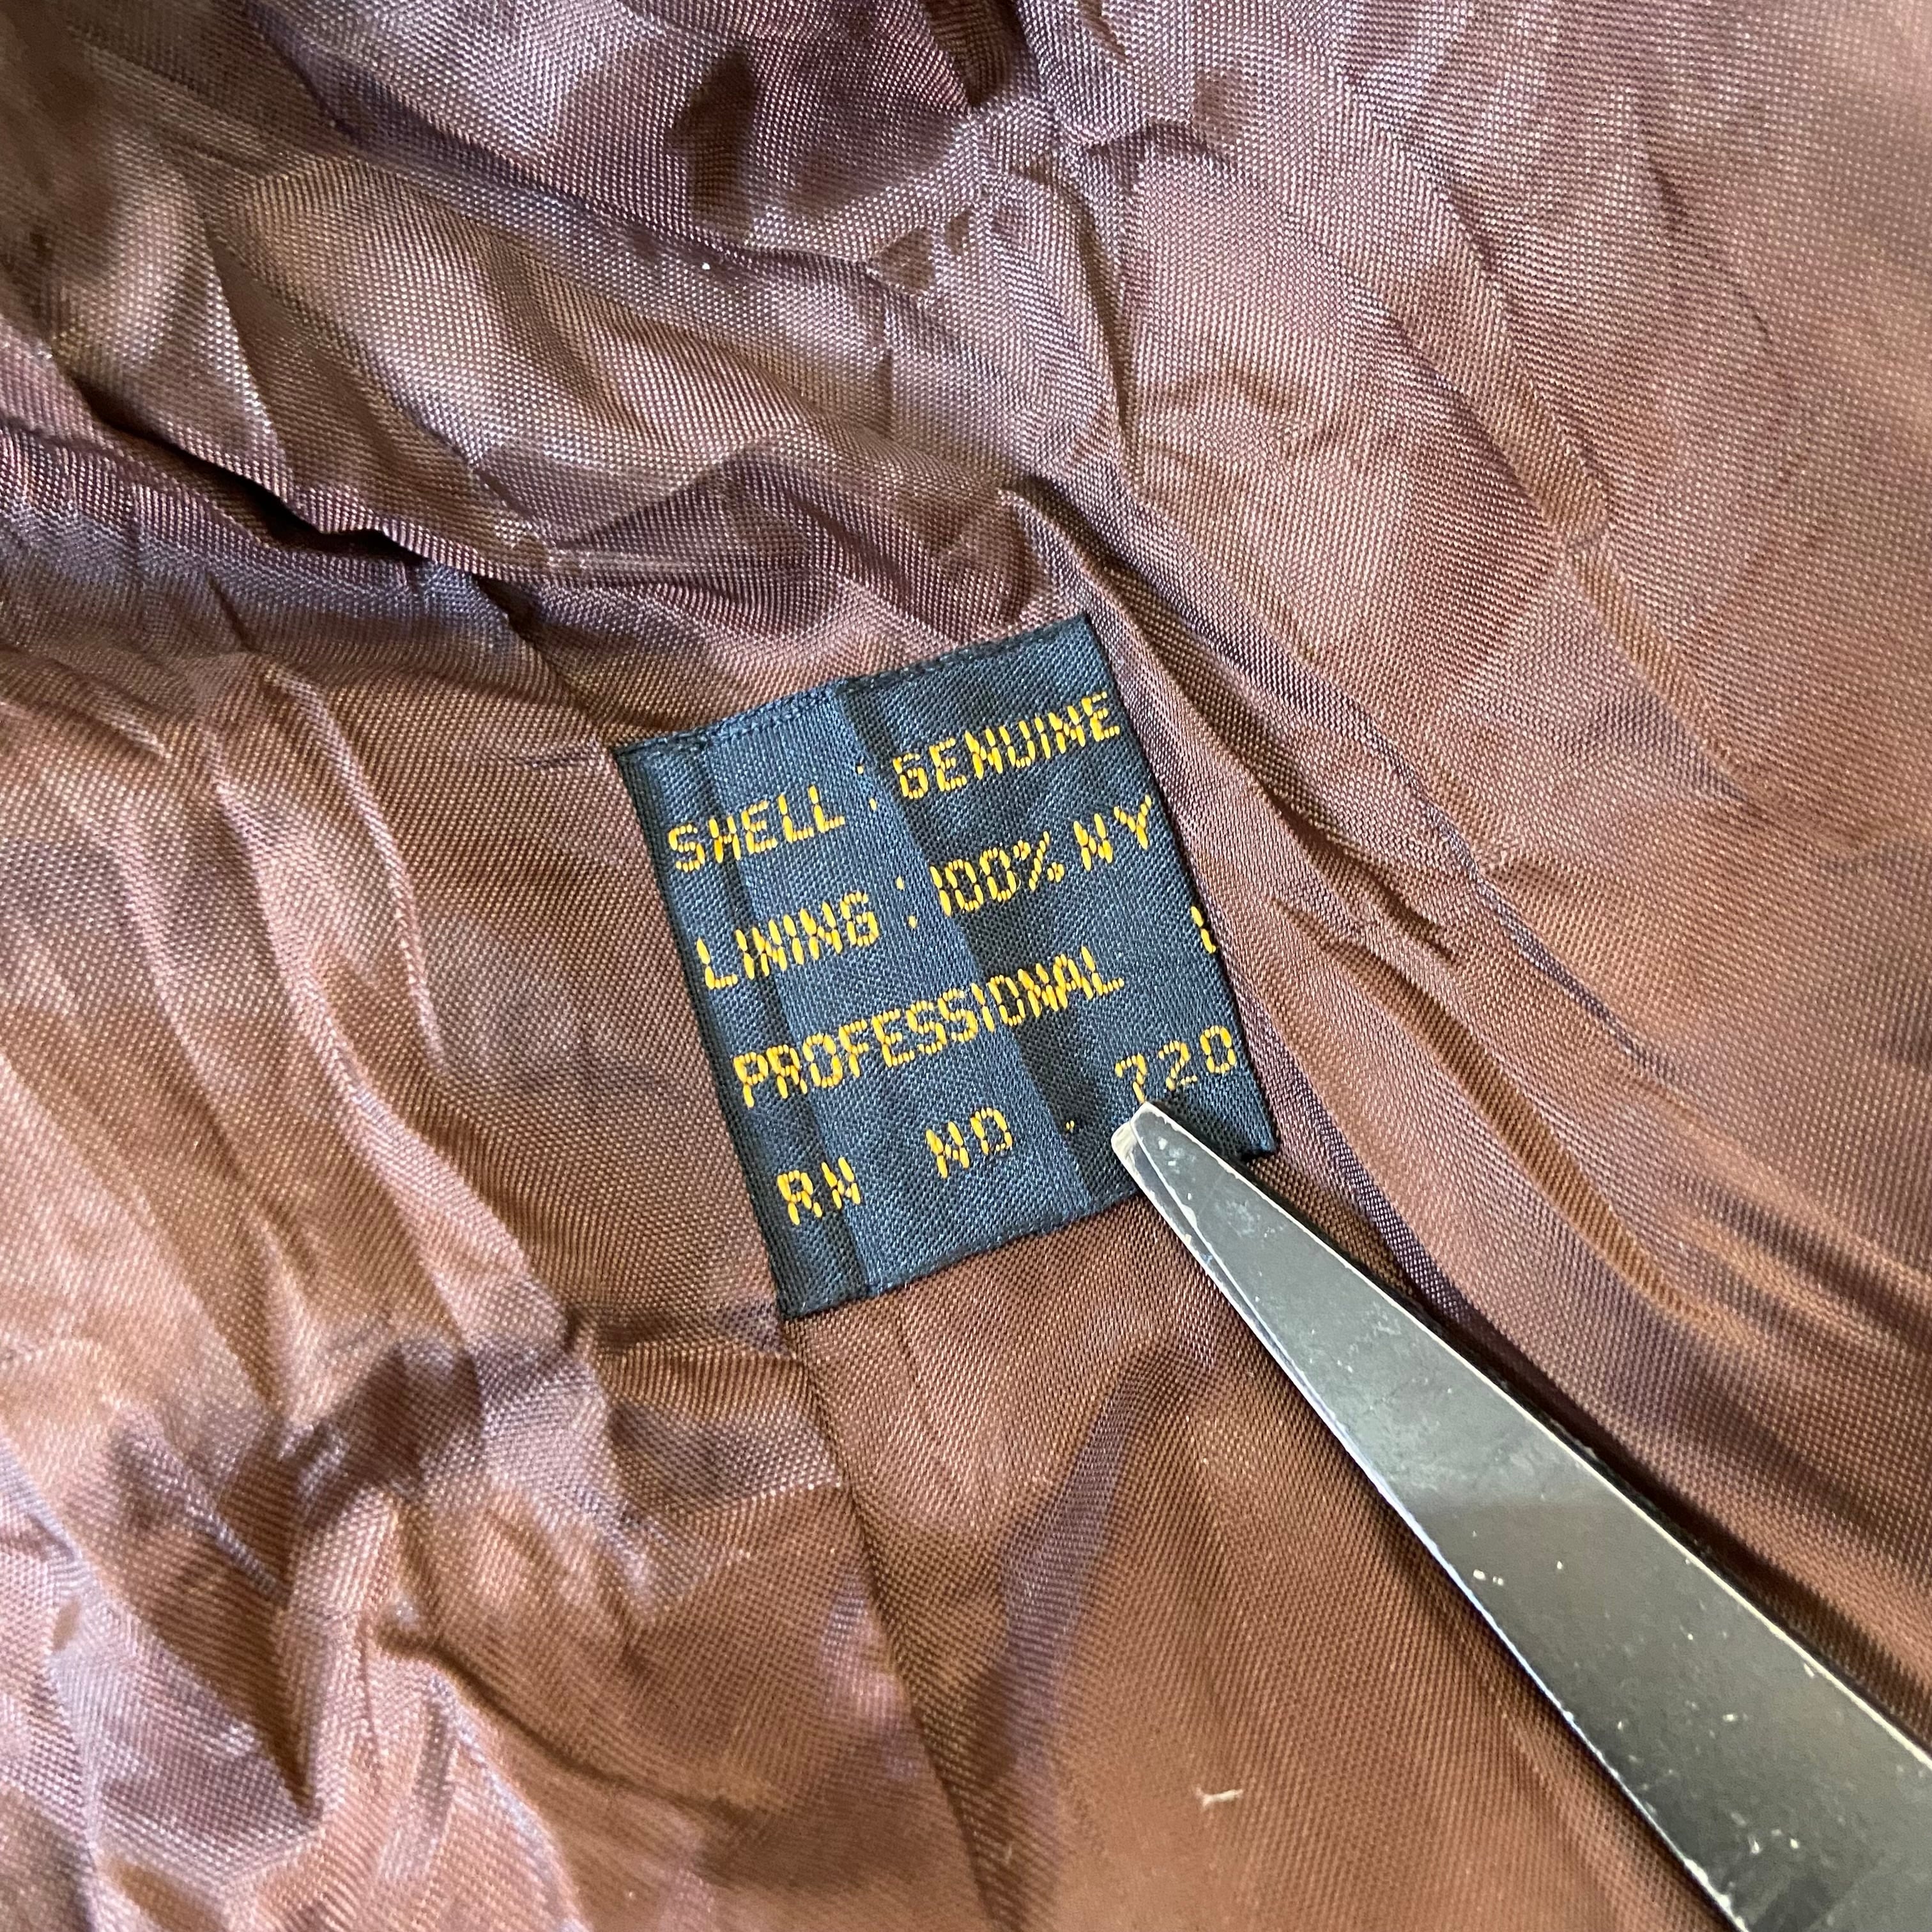 SHELL : GENUINE
LINING : 100% NY
PROFESSIONAL L
RN NO . 720